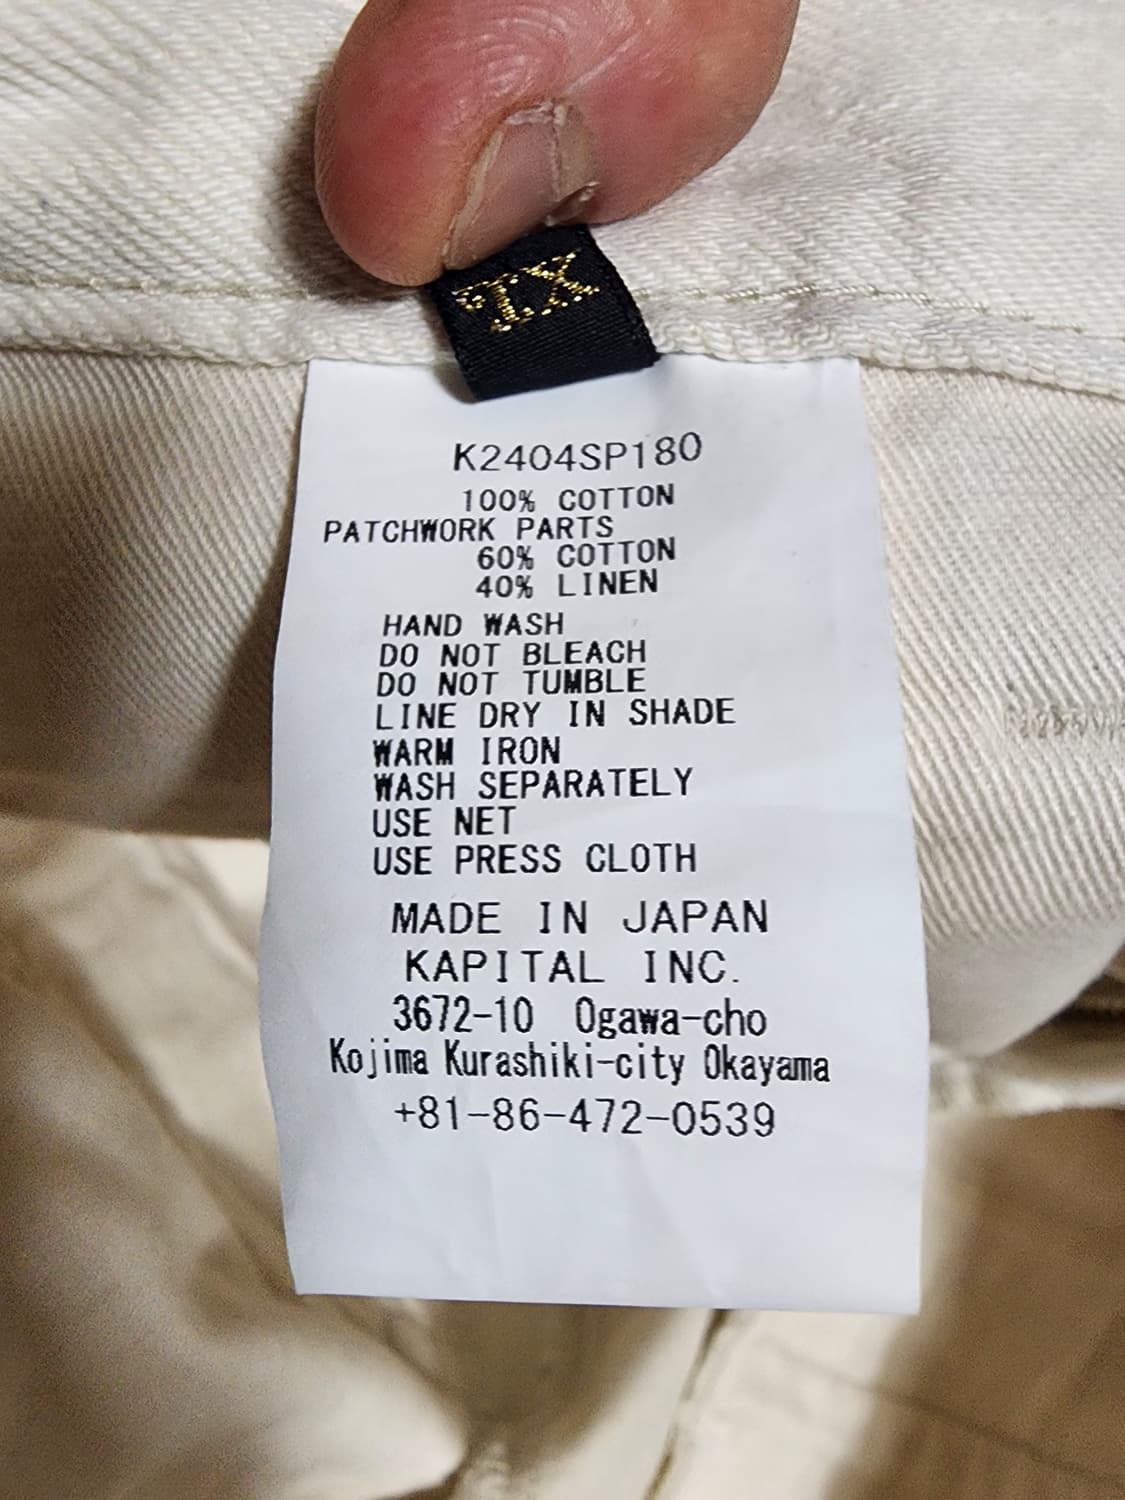 XL
K2404SP180
100% COTTON
PATCHWORK PARTS
60% COTTON
40% LINEN
HAND WASH
DO NOT BLEACH
DO NOT TUMBLE
LINE DRY IN SHADE
WARM IRON
WASH SEPARATELY
USE NET
USE PRESS CLOTH
MADE IN JAPAN
KAPITAL INC.
3672-10 Ogawa-cho
Kojima Kurashiki-city Okayama
+81-86-472-0539